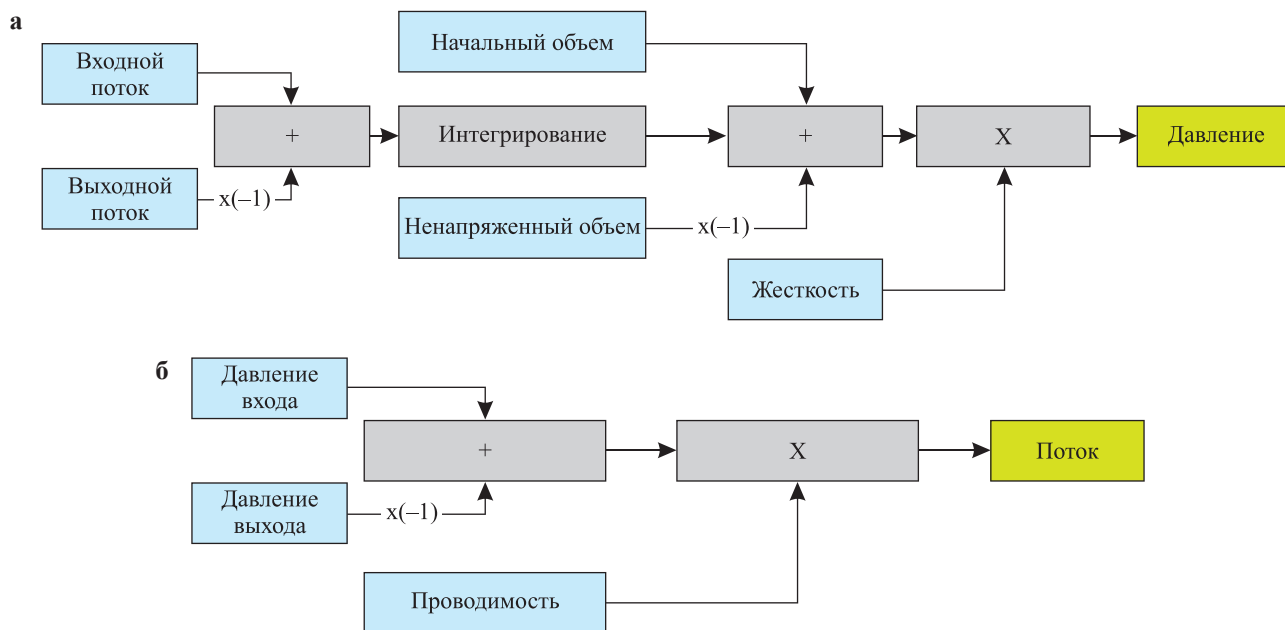 а
Входной
поток
Начальный объем
+
Интегрирование
+
X
Давление
Выходной
поток
x(–1)
Ненапряженный объем
x(–1)
Жесткость
б
Давление
входа
+
X
Поток
Давление
выхода
x(–1)
Проводимость